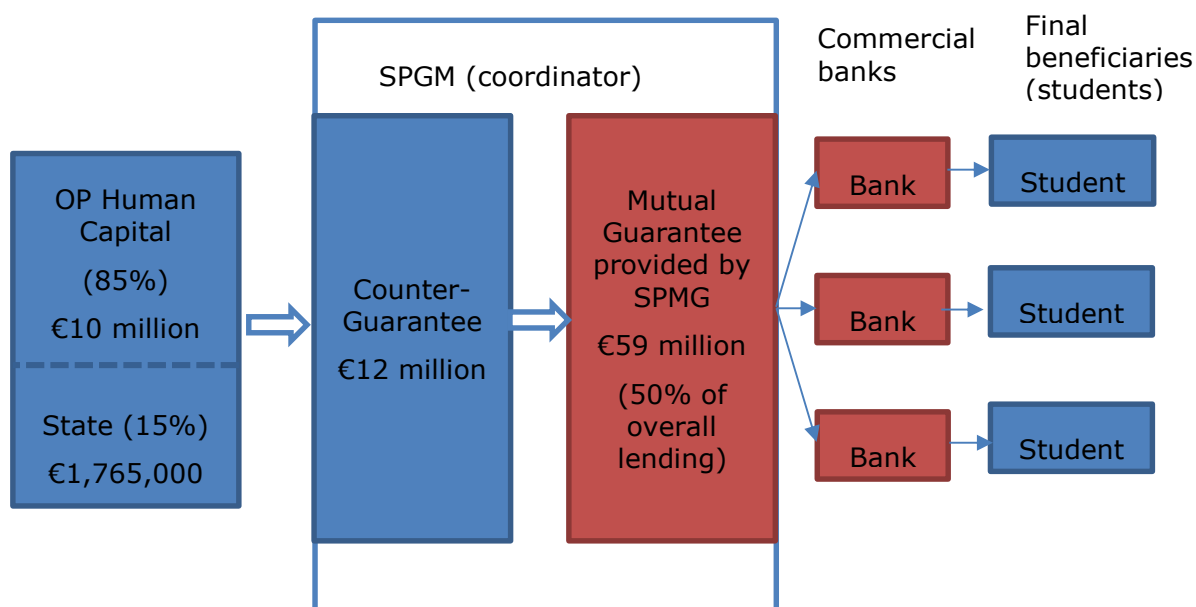 SPGM (coordinator)
Commercial
banks
Final
beneficiaries
(students)
OP Human
Capital
(85%)
€10 million
State (15%)
€1,765,000
Counter-
Guarantee
€12 million
Mutual
Guarantee
provided by
SPMG
€59 million
(50% of
overall
lending)
Bank
Student
Bank
Student
Bank
Student